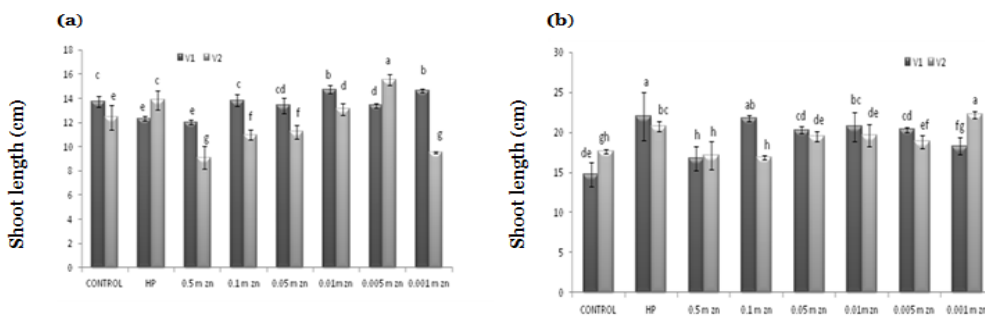 (a)
Shoot length (cm)
18
16
14
12
10
8
6
4
2
0
V1 V2
c e e c e g c f cd f b d d a b g
CONTROL HP 0.5 m zn 0.1 m zn 0.05 m zn 0.01m zn 0.005 m zn 0.001 m zn
(b)
Shoot length (cm)
30
25
20
15
10
5
0
V1 V2
de gh a bc h h ab h cd de bc de cd ef fg a
CONTROL HP 0.5 m zn 0.1 m zn 0.05 m zn 0.01 m zn 0.005 m zn 0.001 m zn